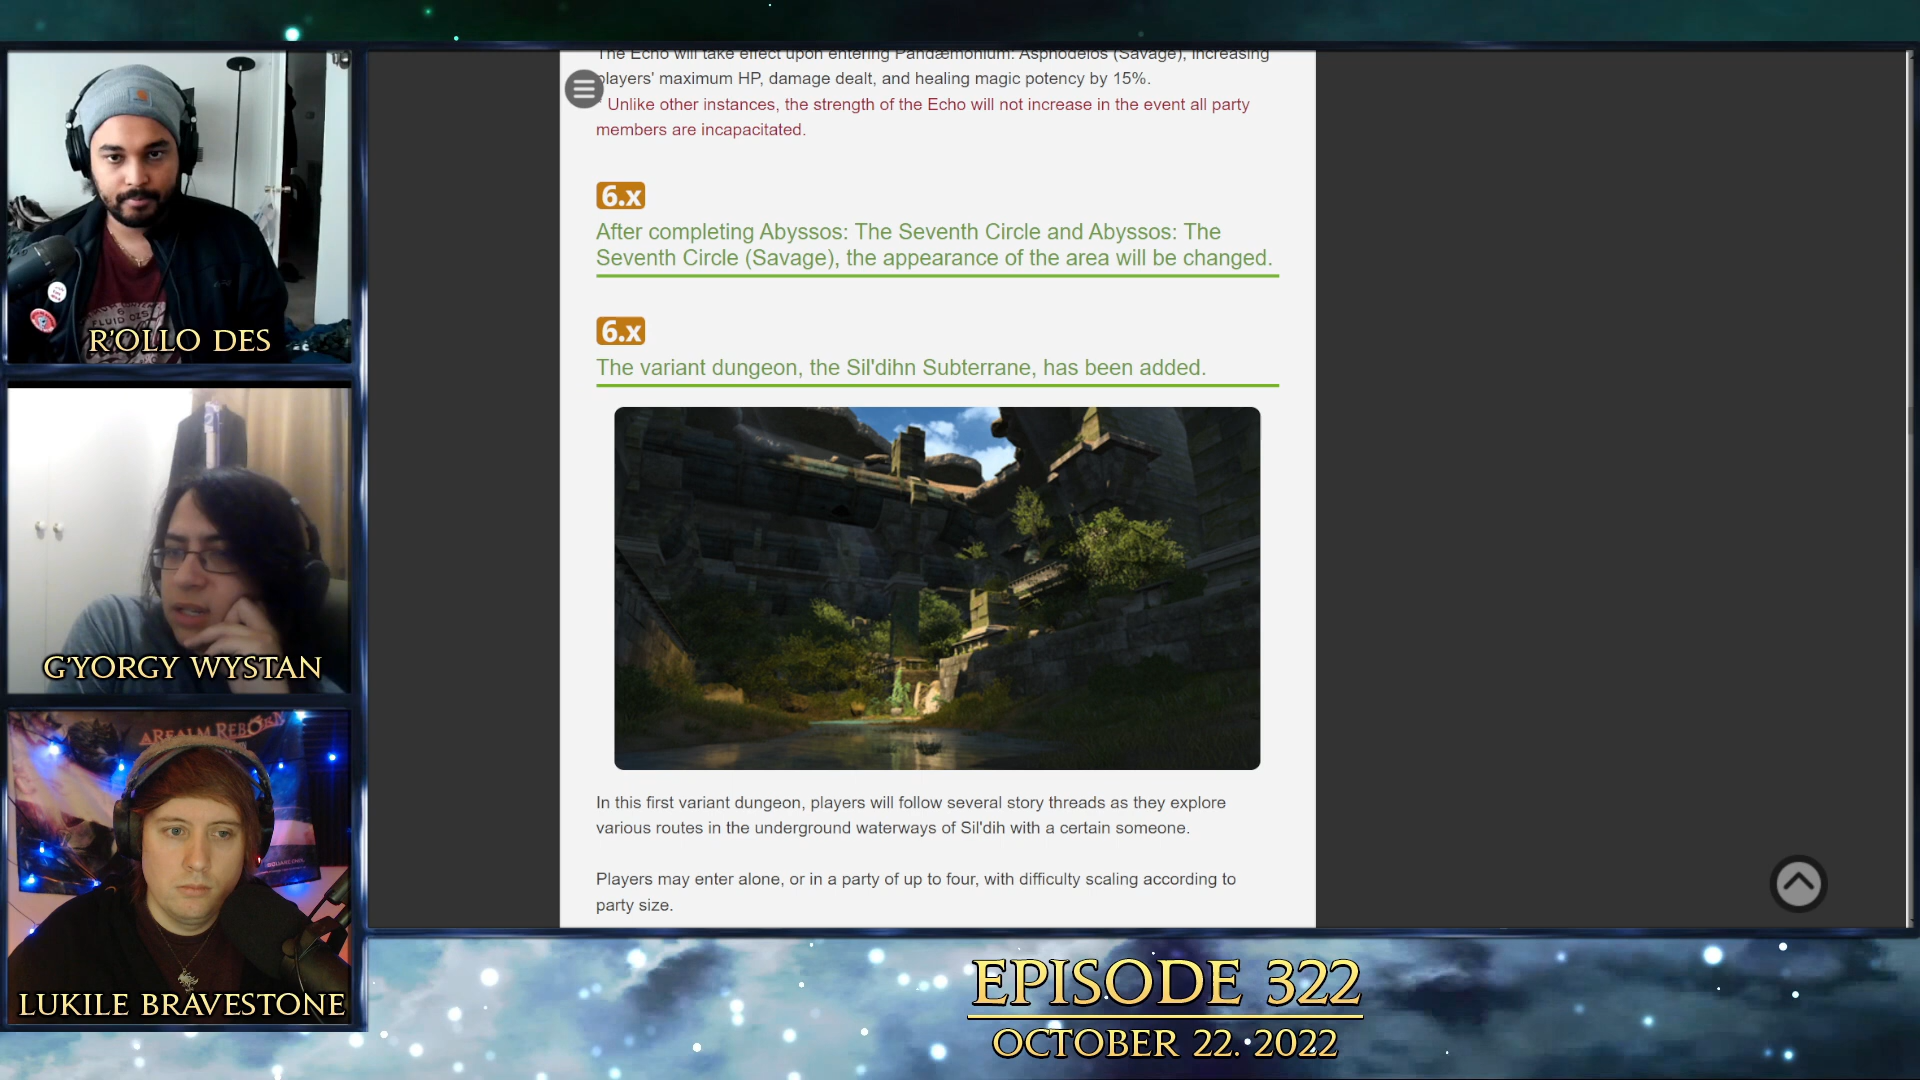 The Echo will take effect upon entering Pandæmonium: Asphodelos (Savage), increasing
players' maximum HP, damage dealt, and healing magic potency by 15%.
Unlike other instances, the strength of the Echo will not increase in the event all party
members are incapacitated.
6.x
After completing Abyssos: The Seventh Circle and Abyssos: The
Seventh Circle (Savage), the appearance of the area will be changed.
6.x
The variant dungeon, the Sil'dihn Subterrane, has been added.
In this first variant dungeon, players will follow several story threads as they explore
various routes in the underground waterways of Sil'dih with a certain someone.
Players may enter alone, or in a party of up to four, with difficulty scaling according to
party size.
FLUID OZS
R'OLLO DES
G'YORGY WYSTAN
A REALM REBORN
LUKILE BRAVESTONE
EPISODE 322
OCTOBER 22. 2022